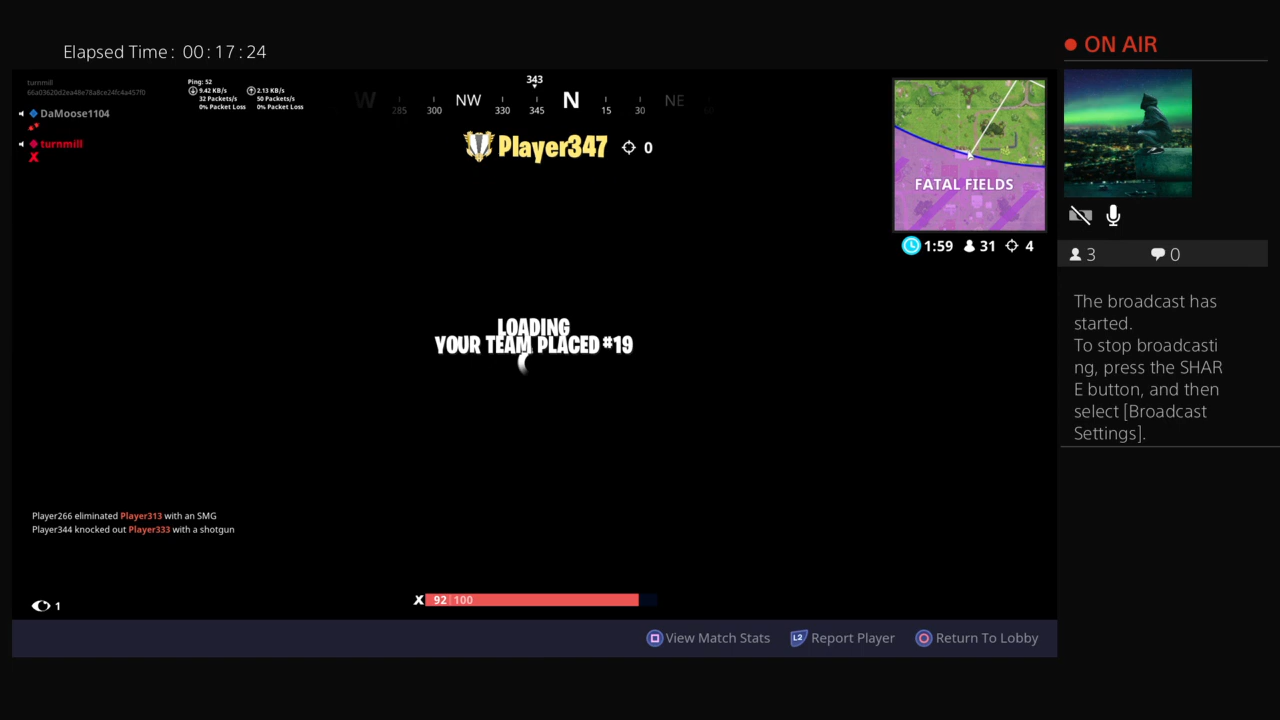 Elapsed Time: 00:17:24
ON AIR
turnmill
66a03620d2ea48e78a8ce24fc4a457f0
Ping: 52
9.42 KB/s 2.13 KB/s
32 Packets/s 50 Packets/s
0% Packet Loss 0% Packet Loss
DaMoose1104
turnmill
343
W 285 300 NW 330 345 N 15 30 NE
Player347 0
FATAL FIELDS
1:59 31 4
3 0
The broadcast has
started.
To stop broadcasti
ng, press the SHAR
E button, and then
select [Broadcast
Settings].
LOADING
YOUR TEAM PLACED #19
Player266 eliminated Player313 with an SMG
Player344 knocked out Player333 with a shotgun
1
X 92 | 100
View Match Stats L2 Report Player Return To Lobby